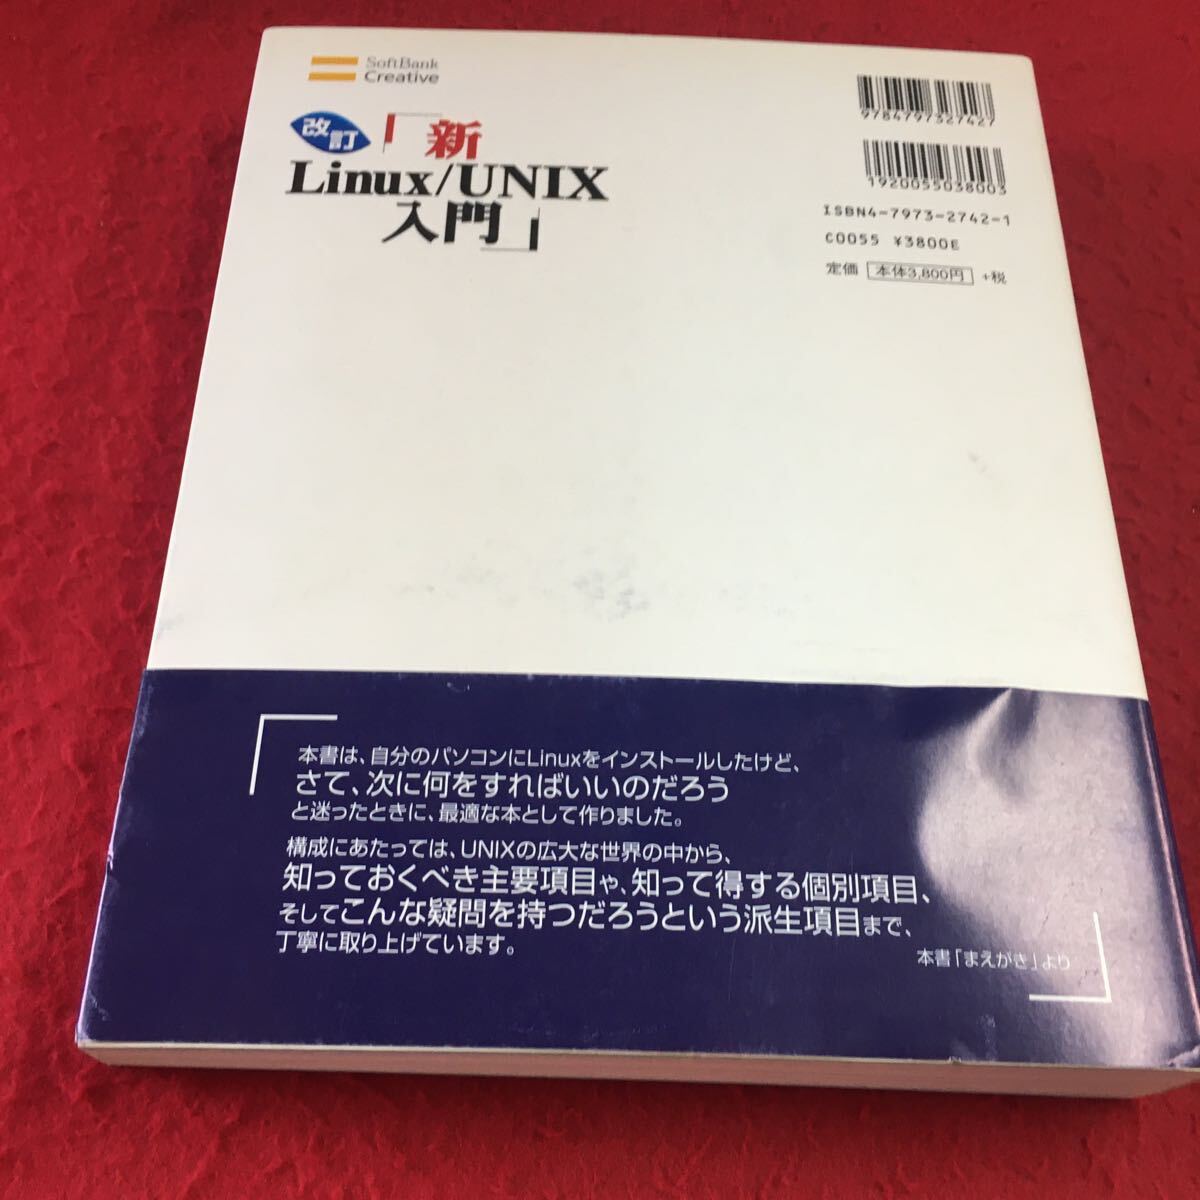 SoftBank
Creative
改訂
「新
Linux/UNIX
入門」
9784797327427
1920055038003
ISBN4-7973-2742-1
C0055 ¥3800E
定価 本体3,800円 +税
本書は、自分のパソコンにLinuxをインストールしたけど、
さて、次に何をすればいいのだろう
と迷ったときに、最適な本として作りました。
構成にあたっては、UNIXの広大な世界の中から、
知っておくべき主要項目や、知って得する個別項目、
そしてこんな疑問を持つだろうという派生項目まで、
丁寧に取り上げています。
本書「まえがき」より